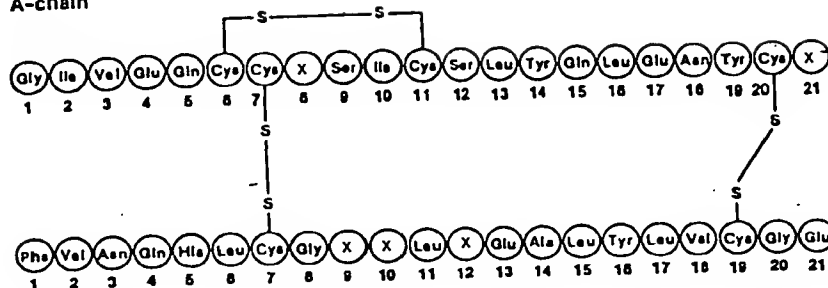 A-chain
S S
Gly Ile Val Glu Gln Cys Cys X Ser Ile Cys Ser Leu Tyr Gln Leu Glu Asn Tyr Cys X
1 2 3 4 5 6 7 8 9 10 11 12 13 14 15 16 17 18 19 20 21
S S
S S
Phe Val Asn Gln His Leu Cys Gly X X Leu X Glu Ala Leu Tyr Leu Val Cys Gly Glu
1 2 3 4 5 6 7 8 9 10 11 12 13 14 15 16 17 18 19 20 21